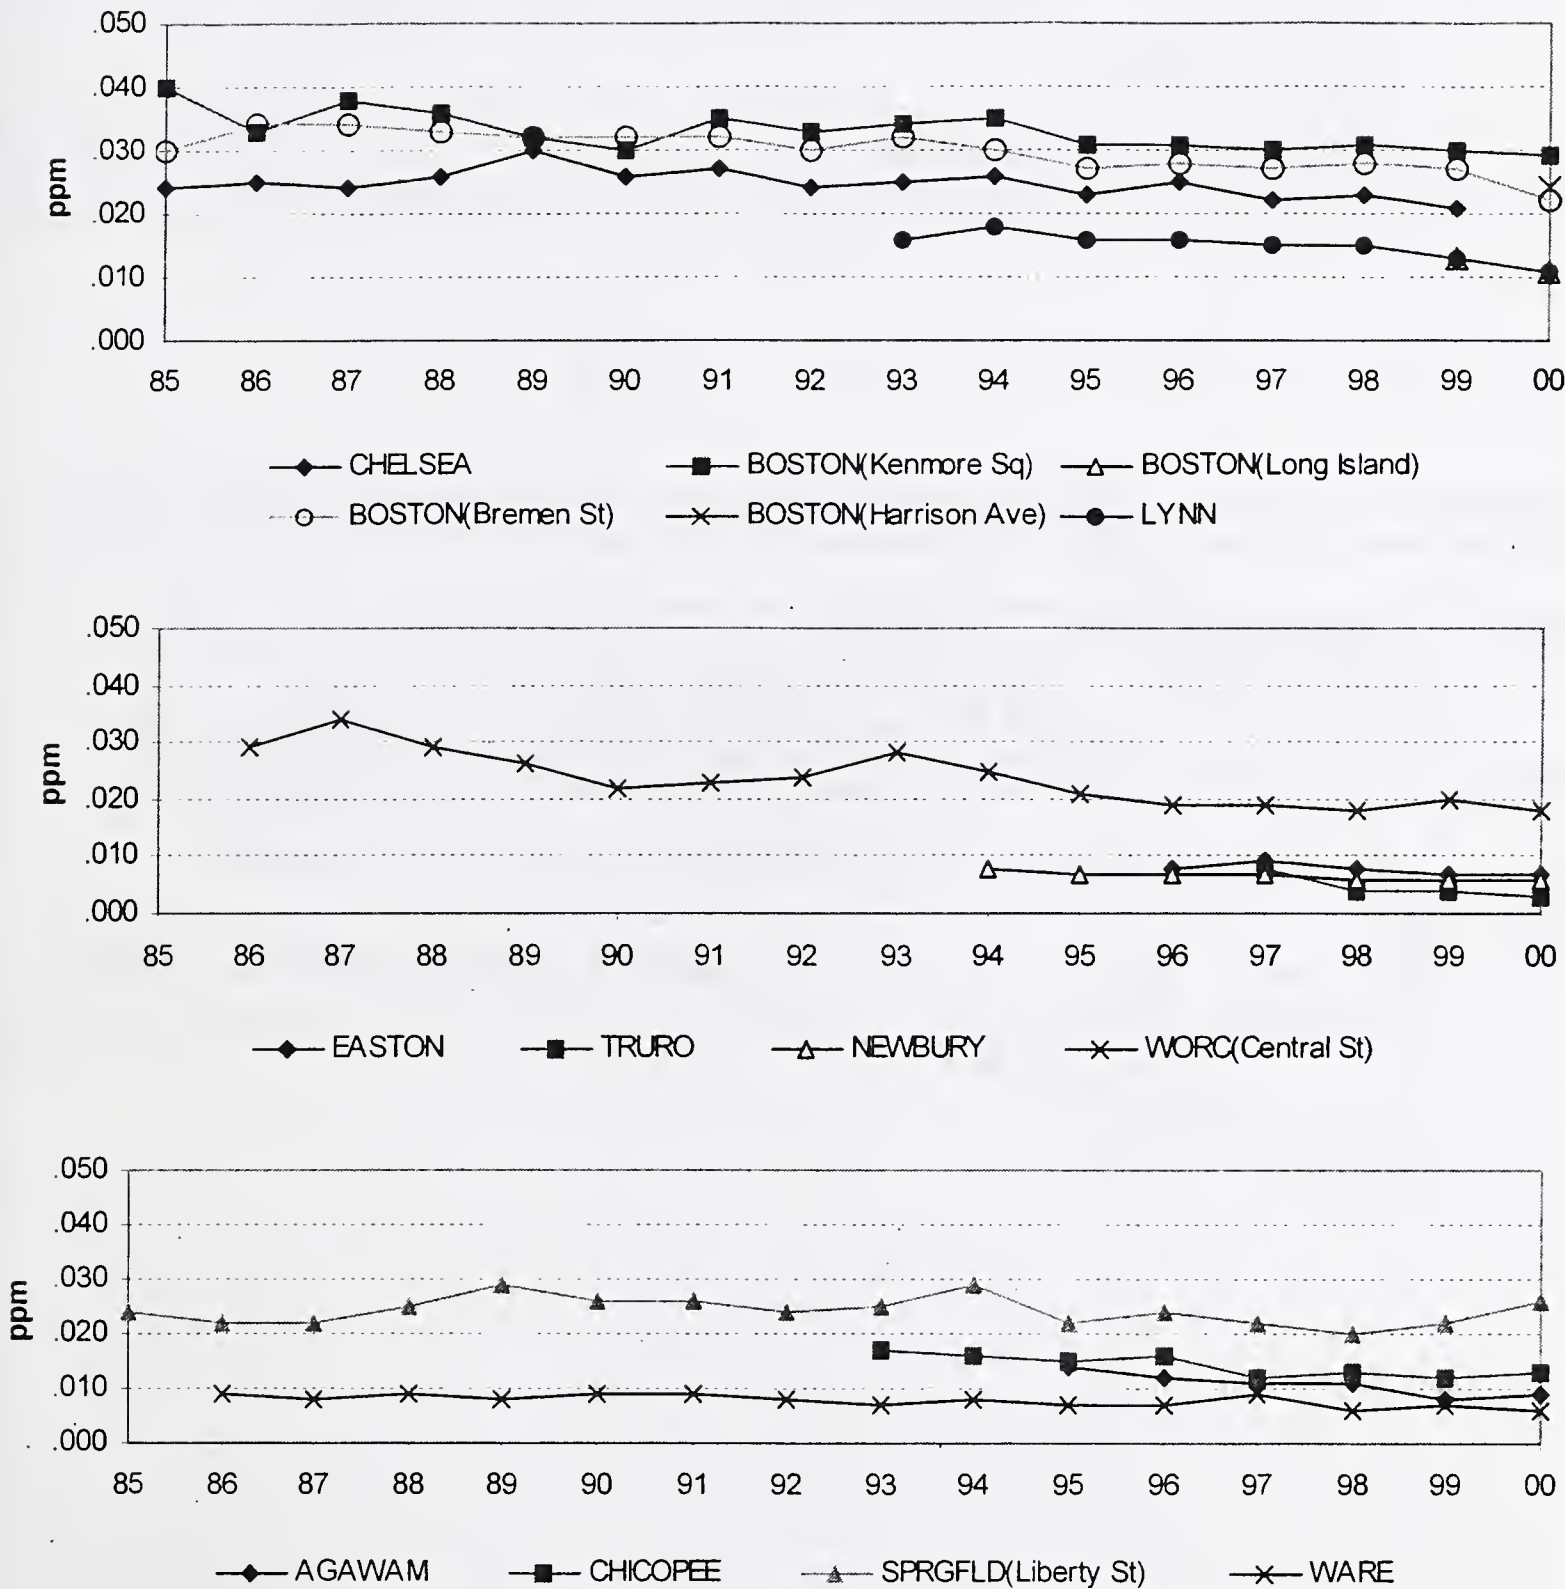 .050
.040
.030
.020
.010
.000
ppm
85 86 87 88 89 90 91 92 93 94 95 96 97 98 99 00
CHELSEA BOSTON(Kenmore Sq) BOSTON(Long Island)
BOSTON(Bremen St) BOSTON(Harrison Ave) LYNN
.050
.040
.030
.020
.010
.000
ppm
85 86 87 88 89 90 91 92 93 94 95 96 97 98 99 00
EASTON TRURO NEWBURY WORC(Central St)
.050
.040
.030
.020
.010
.000
ppm
85 86 87 88 89 90 91 92 93 94 95 96 97 98 99 00
AGAWAM CHICOPEE SPRGFLD(Liberty St) WARE